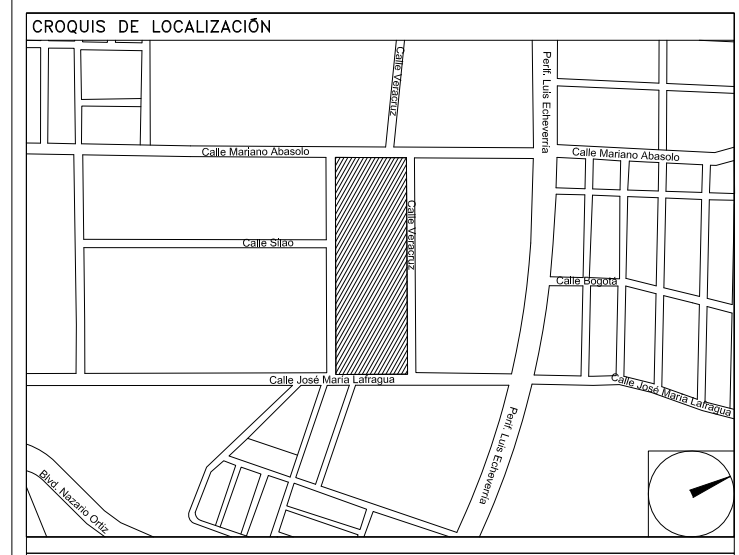 CROQUIS DE LOCALIZACIÓN
Calle Veracruz
Perif. Luis Echeverría
Calle Mariano Abasolo
Calle Mariano Abasolo
Calle Veracruz
Calle Silao
Calle Bogotá
Calle José María Lafragua
Calle José María Lafragua
Perif. Luis Echeverría
Blvd. Nazario Ortiz